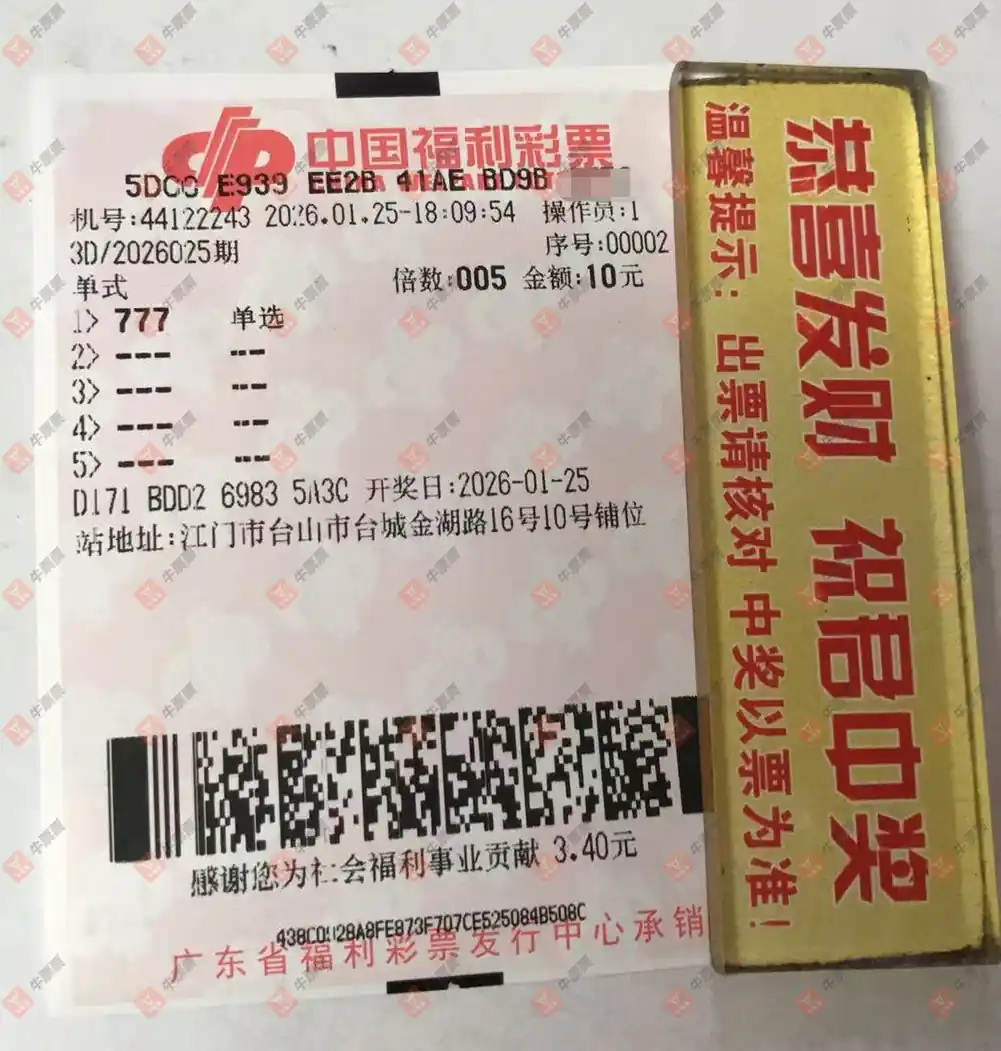 中国福利彩票
5DCC E939 EE2B 41AE BD9B
机号:44122243 2026.01.25-18:09:54 操作员:1
3D/2026025期 序号:00002
单式 倍数:005 金额:10元
1> 777 单选
2> --- ---
3> --- ---
4> --- ---
5> --- ---
D171 BDD2 6983 5A3C 开奖日:2026-01-25
站地址:江门市台山市台城金湖路16号10号铺位
感谢您为社会福利事业贡献 3.40元
广东省福利彩票发行中心承销
恭喜发财 祝君中奖
温馨提示: 出票请核对 中奖以票为准!
牛票票